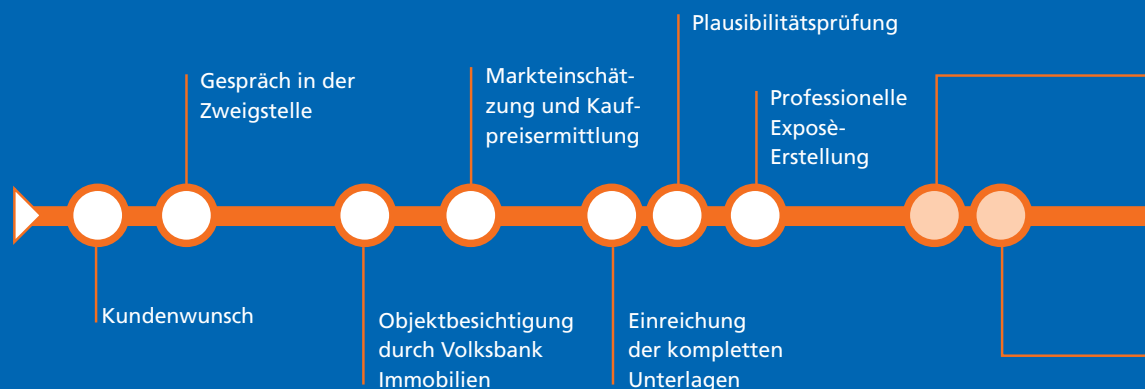 Kundenwunsch
Gespräch in der
Zweigstelle
Objektbesichtigung
durch Volksbank
Immobilien
Markteinschät-
zung und Kauf-
preisermittlung
Einreichung
der kompletten
Unterlagen
Plausibilitätsprüfung
Professionelle
Exposè-
Erstellung